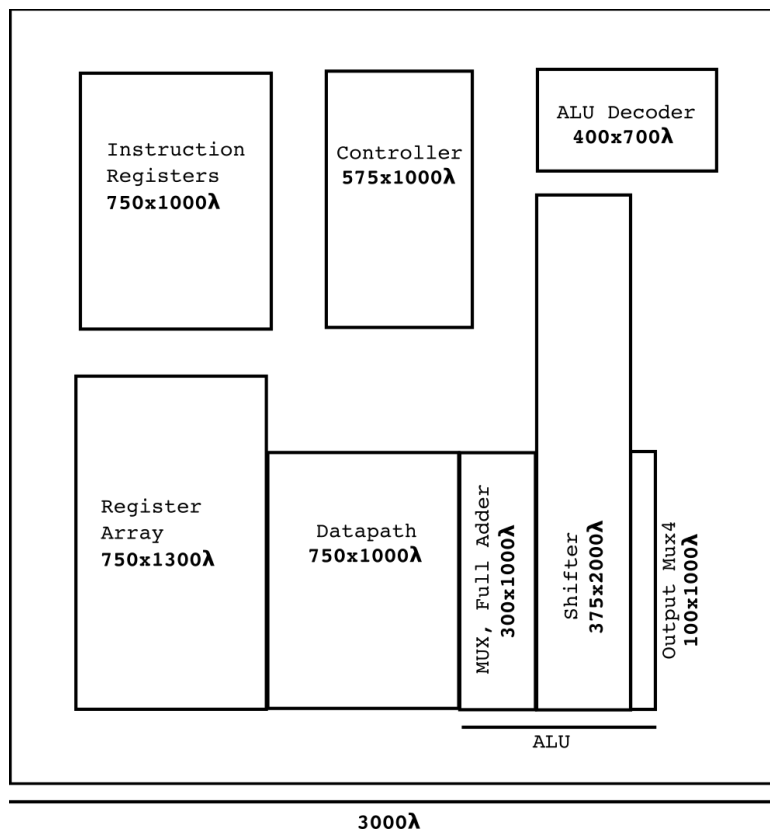 Instruction
Registers
750x1000λ
Controller
575x1000λ
ALU Decoder
400x700λ
Register
Array
750x1300λ
Datapath
750x1000λ
MUX, Full Adder
300x1000λ
Shifter
375x2000λ
Output Mux4
100x1000λ
ALU
3000λ